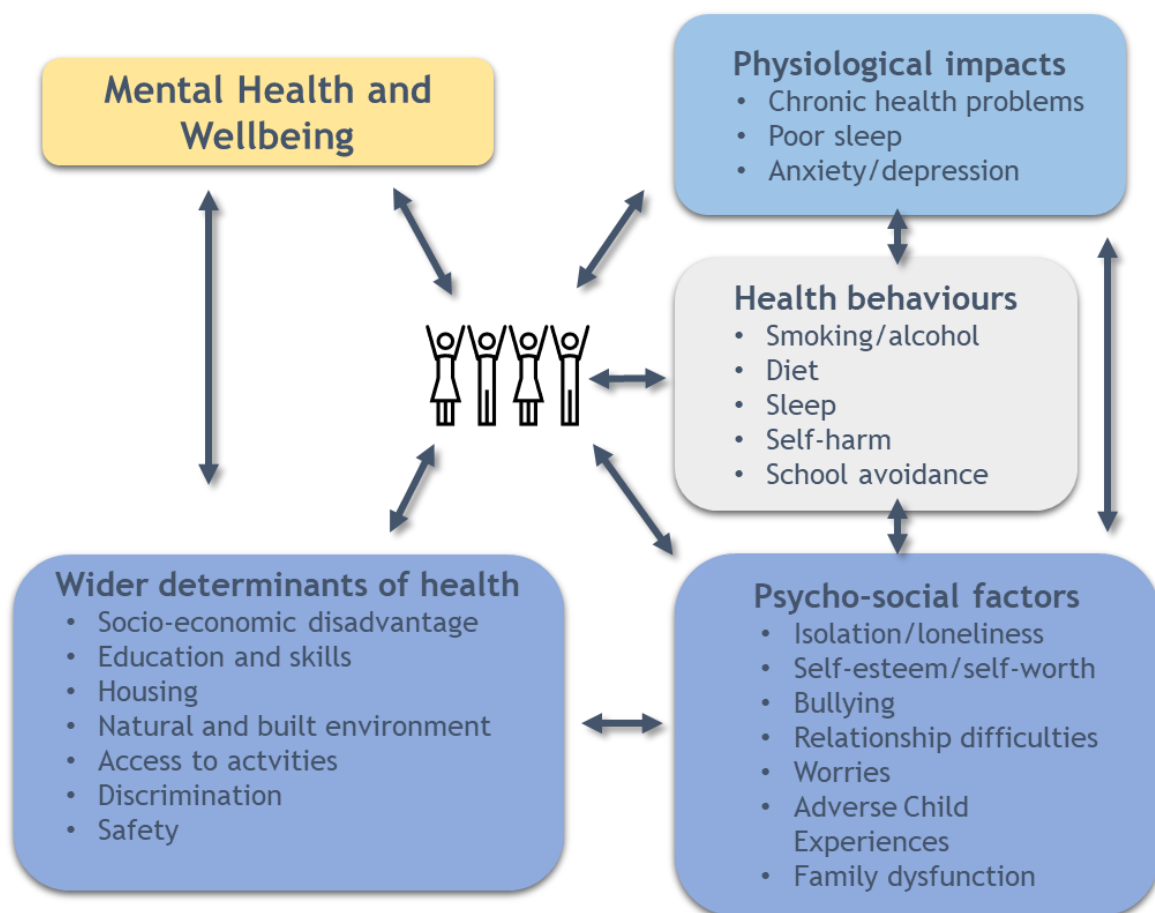 Mental Health and
Wellbeing
Physiological impacts
• Chronic health problems
• Poor sleep
• Anxiety/depression
Health behaviours
• Smoking/alcohol
• Diet
• Sleep
• Self-harm
• School avoidance
Wider determinants of health
• Socio-economic disadvantage
• Education and skills
• Housing
• Natural and built environment
• Access to actvities
• Discrimination
• Safety
Psycho-social factors
• Isolation/loneliness
• Self-esteem/self-worth
• Bullying
• Relationship difficulties
• Worries
• Adverse Child
Experiences
• Family dysfunction